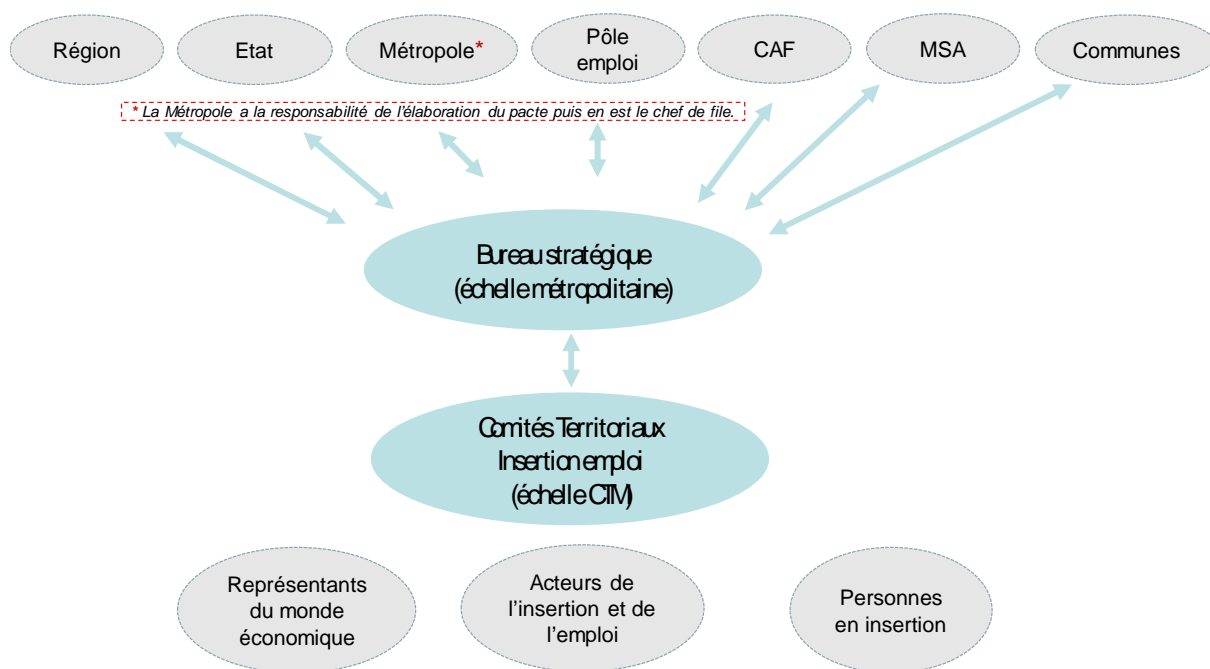 Région
Etat
Métropole*
Pôle
emploi
CAF
MSA
Communes
* La Métropole a la responsabilité de l'élaboration du pacte puis en est le chef de file.
Bureau stratégique
(échelle métropolitaine)
Comités Territoriaux
Insertion emploi
(échelle CTM)
Représentants
du monde
économique
Acteurs de
l'insertion et de
l'emploi
Personnes
en insertion